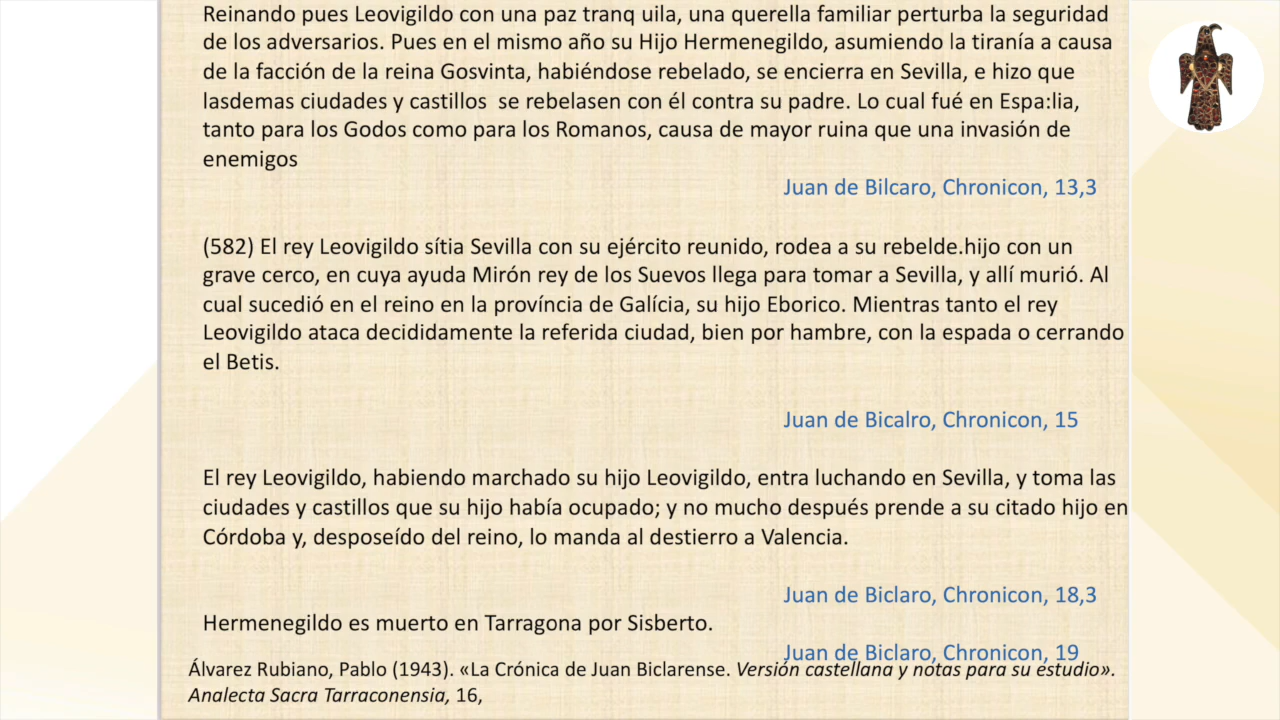 Reinando pues Leovigildo con una paz tranq uila, una querella familiar perturba la seguridad
de los adversarios. Pues en el mismo año su Hijo Hermenegildo, asumiendo la tiranía a causa
de la facción de la reina Gosvinta, habiéndose rebelado, se encierra en Sevilla, e hizo que
lasdemas ciudades y castillos se rebelasen con él contra su padre. Lo cual fué en Espa:lia,
tanto para los Godos como para los Romanos, causa de mayor ruina que una invasión de
enemigos
Juan de Bilcaro, Chronicon, 13,3
(582) El rey Leovigildo sítia Sevilla con su ejército reunido, rodea a su rebelde.hijo con un
grave cerco, en cuya ayuda Mirón rey de los Suevos llega para tomar a Sevilla, y allí murió. Al
cual sucedió en el reino en la província de Galícia, su hijo Eborico. Mientras tanto el rey
Leovigildo ataca decididamente la referida ciudad, bien por hambre, con la espada o cerrando
el Betis.
Juan de Bicalro, Chronicon, 15
El rey Leovigildo, habiendo marchado su hijo Leovigildo, entra luchando en Sevilla, y toma las
ciudades y castillos que su hijo había ocupado; y no mucho después prende a su citado hijo en
Córdoba y, desposeído del reino, lo manda al destierro a Valencia.
Juan de Biclaro, Chronicon, 18,3
Hermenegildo es muerto en Tarragona por Sisberto.
Juan de Biclaro, Chronicon, 19
Álvarez Rubiano, Pablo (1943). «La Crónica de Juan Biclarense. Versión castellana y notas para su estudio».
Analecta Sacra Tarraconensia, 16,